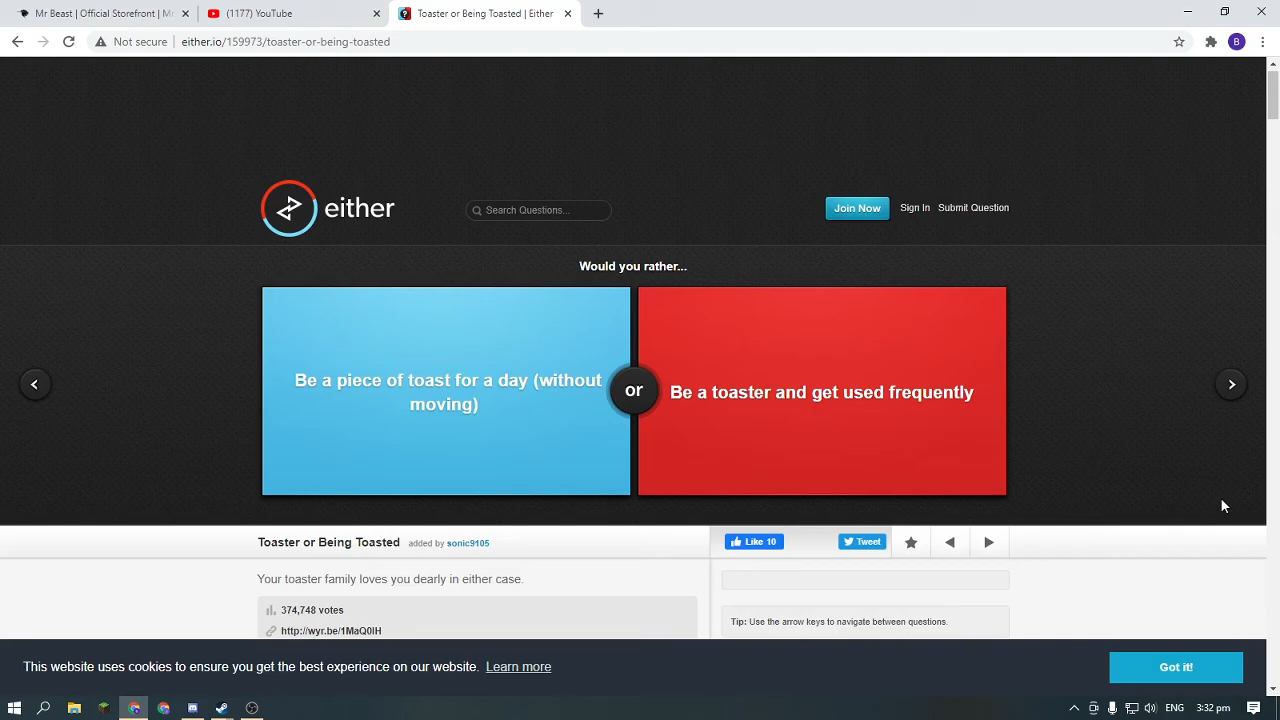 Mr Beast | Official Storefront | Mr
(1177) YouTube
Toaster or Being Toasted | Either
Not secure
either.io/159973/toaster-or-being-toasted
B
either
Search Questions...
Join Now
Sign In
Submit Question
Would you rather...
Be a piece of toast for a day (without
moving)
or
Be a toaster and get used frequently
Toaster or Being Toasted
added by sonic9105
Like 10
Tweet
Your toaster family loves you dearly in either case.
374,748 votes
http://wyr.be/1MaQ0IH
Tip: Use the arrow keys to navigate between questions.
This website uses cookies to ensure you get the best experience on our website. Learn more
Got it!
ENG
3:32 pm